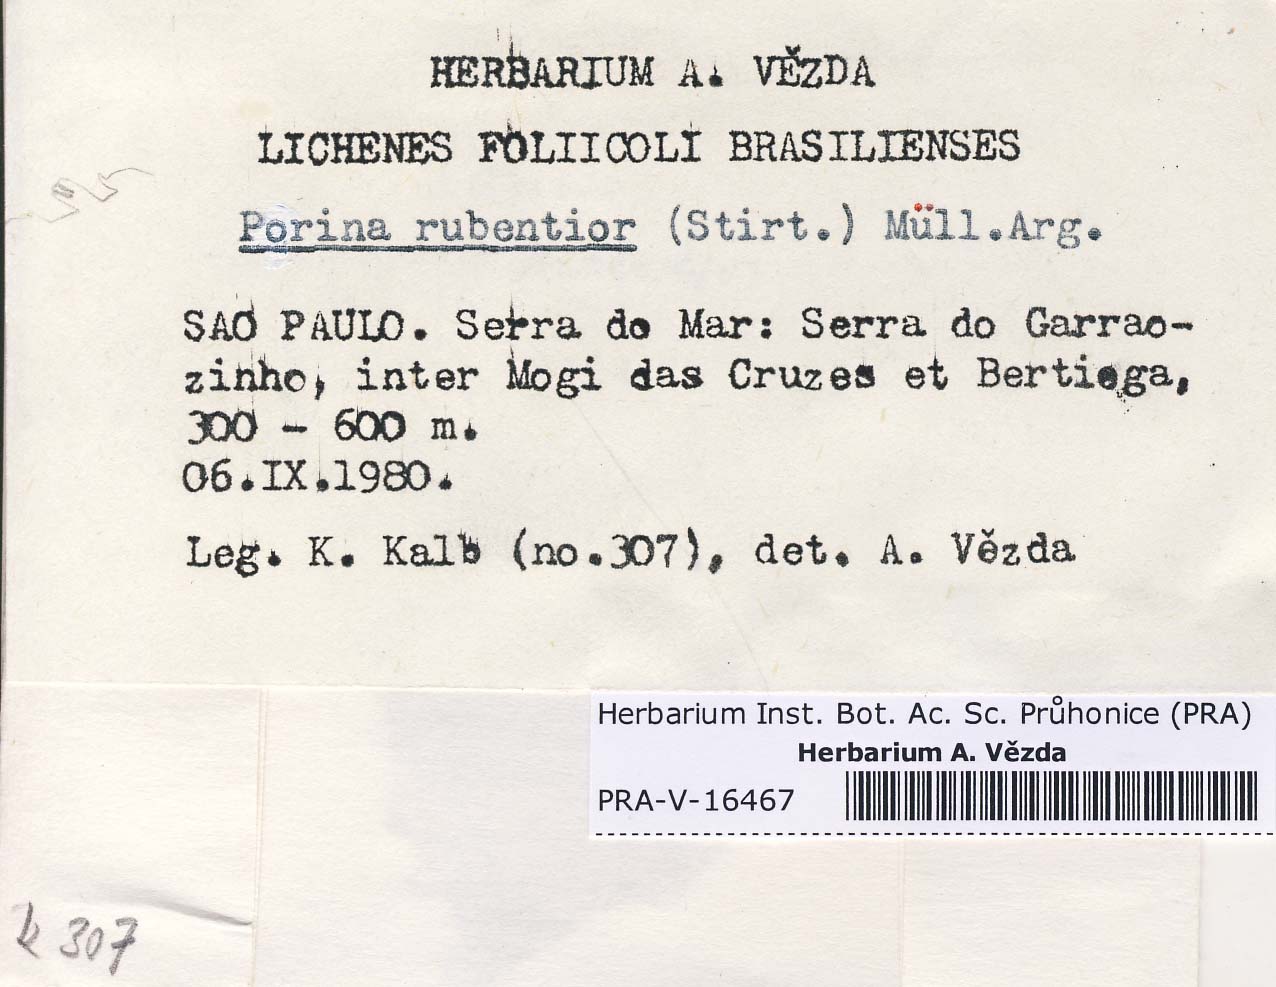 HERBARIUM A. VĚZDA
LICHENES FOLIICOLI BRASILIENSES
Porina rubentior (Stirt.) Müll.Arg.
SAO PAULO. Serra do Mar: Serra do Garrao-
zinho, inter Mogi das Cruzes et Bertioga,
300 - 600 m.
06.IX.1980.
Leg. K. Kalb (no.307), det. A. Vězda
Herbarium Inst. Bot. Ac. Sc. Průhonice (PRA)
Herbarium A. Vězda
PRA-V-16467
k 307